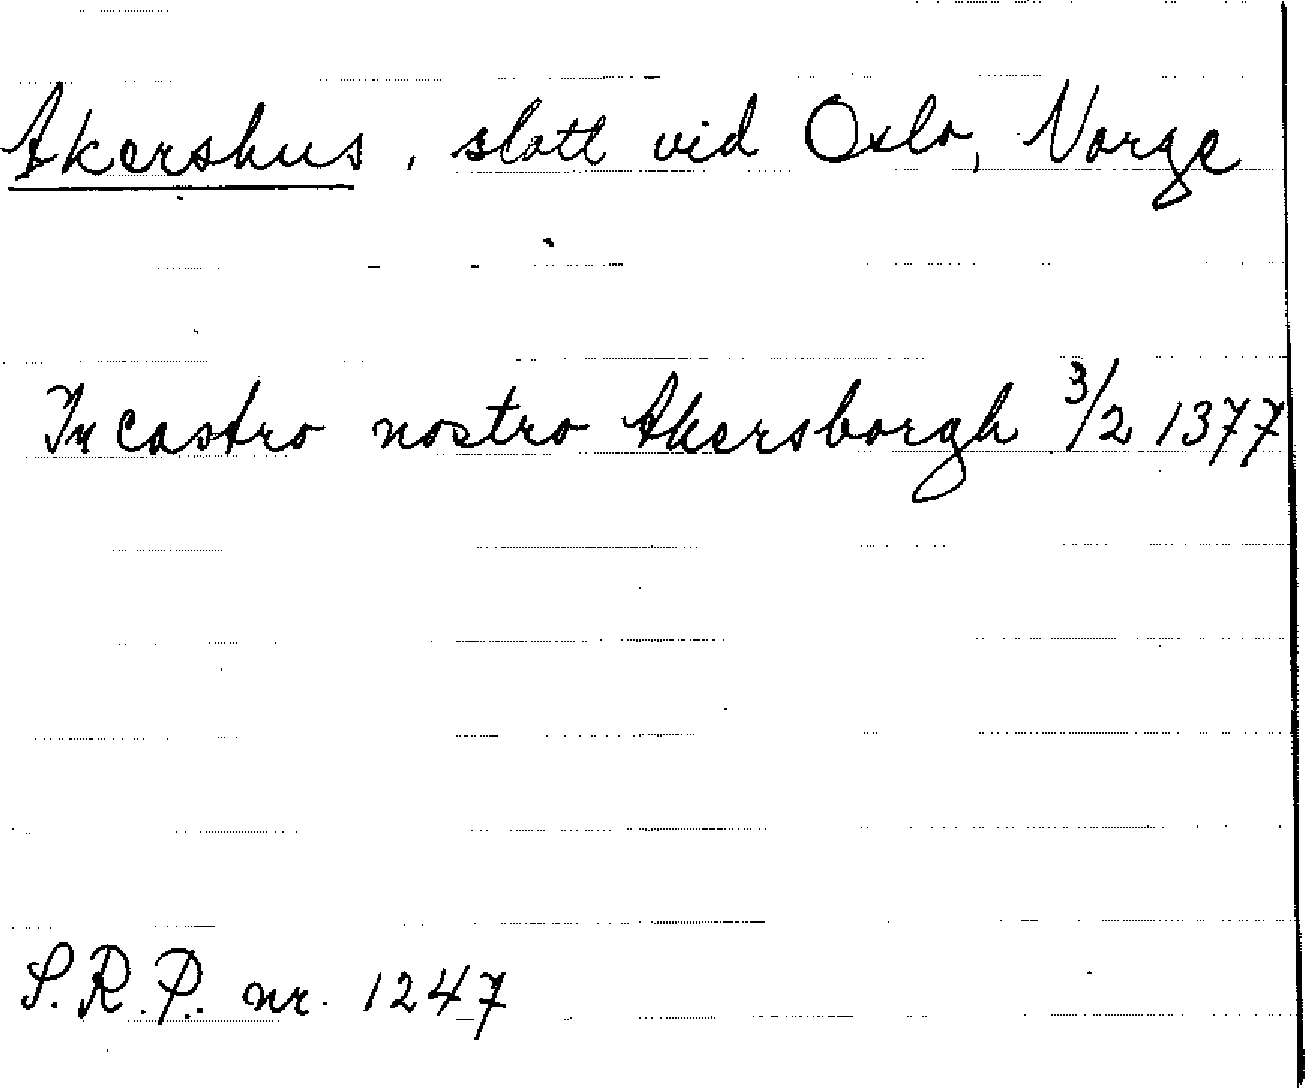 Akershus, slott vid Oslo, Norge
In castro nostro Akersborgh 3/2 1377
S.R.P. nr. 1247